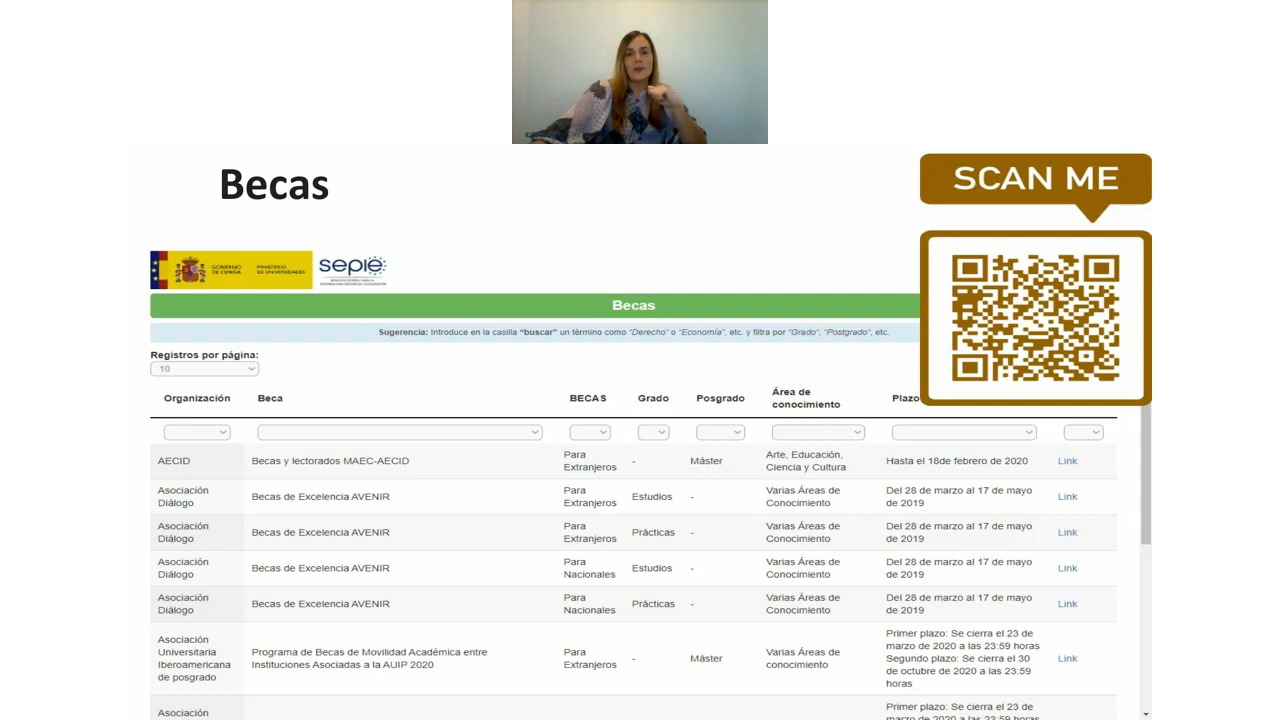 Becas
SCAN ME
GOBIERNO
DE ESPAÑA
MINISTERIO
DE UNIVERSIDADES
sepie
Becas
Sugerencia: Introduce en la casilla “buscar” un término como “Derecho” o “Economía”, etc. y filtra por “Grado”, “Postgrado”, etc.
Registros por página:
10
Organización Beca BECAS Grado Posgrado Área de
conocimiento Plazo
AECID Becas y lectorados MAEC-AECID Para
Extranjeros - Máster Arte, Educación,
Ciencia y Cultura Hasta el 18de febrero de 2020 Link
Asociación
Diálogo Becas de Excelencia AVENIR Para
Extranjeros Estudios - Varias Áreas de
Conocimiento Del 28 de marzo al 17 de mayo
de 2019 Link
Asociación
Diálogo Becas de Excelencia AVENIR Para
Extranjeros Prácticas - Varias Áreas de
Conocimiento Del 28 de marzo al 17 de mayo
de 2019 Link
Asociación
Diálogo Becas de Excelencia AVENIR Para
Nacionales Estudios - Varias Áreas de
Conocimiento Del 28 de marzo al 17 de mayo
de 2019 Link
Asociación
Diálogo Becas de Excelencia AVENIR Para
Nacionales Prácticas - Varias Áreas de
Conocimiento Del 28 de marzo al 17 de mayo
de 2019 Link
Asociación
Universitaria
Iberoamericana
de posgrado Programa de Becas de Movilidad Académica entre
Instituciones Asociadas a la AUIP 2020 Para
Extranjeros - Máster Varias Áreas de
conocimiento Primer plazo: Se cierra el 23 de
marzo de 2020 a las 23:59 horas
Segundo plazo: Se cierra el 30
de octubre de 2020 a las 23:59
horas Link
Asociación Primer plazo: Se cierra el 23 de
marzo de 2020 a las 23:59 horas